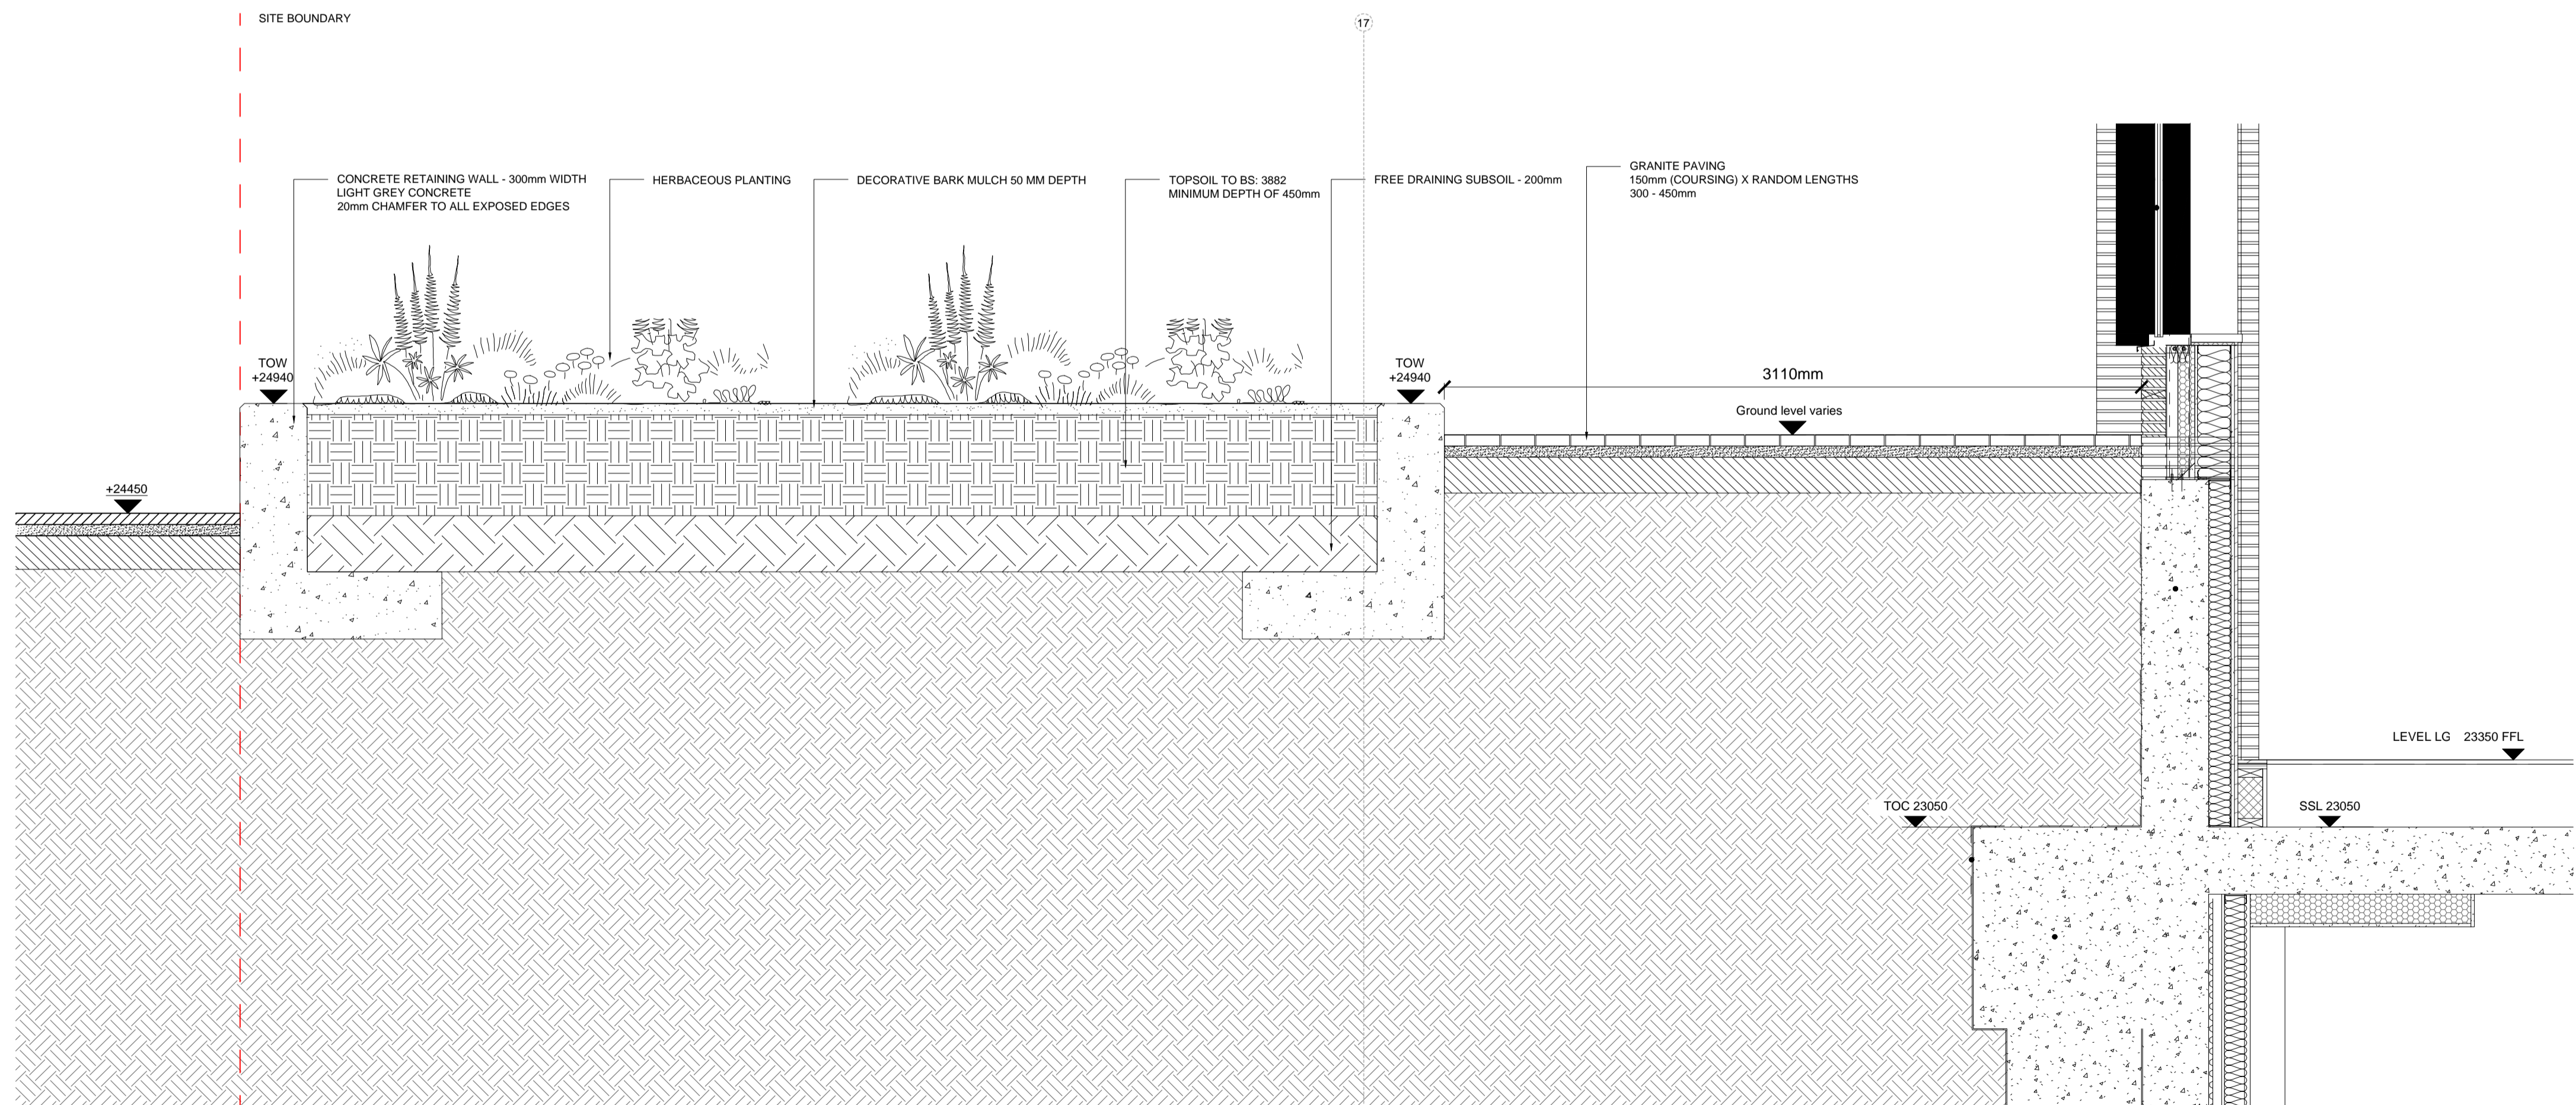 SITE BOUNDARY
17
CONCRETE RETAINING WALL - 300mm WIDTH
LIGHT GREY CONCRETE
20mm CHAMFER TO ALL EXPOSED EDGES
HERBACEOUS PLANTING
DECORATIVE BARK MULCH 50 MM DEPTH
TOPSOIL TO BS: 3882
MINIMUM DEPTH OF 450mm
FREE DRAINING SUBSOIL - 200mm
GRANITE PAVING
150mm (COURSING) X RANDOM LENGTHS
300 - 450mm
TOW
+24940
TOW
+24940
3110mm
Ground level varies
+24450
LEVEL LG 23350 FFL
TOC 23050
SSL 23050